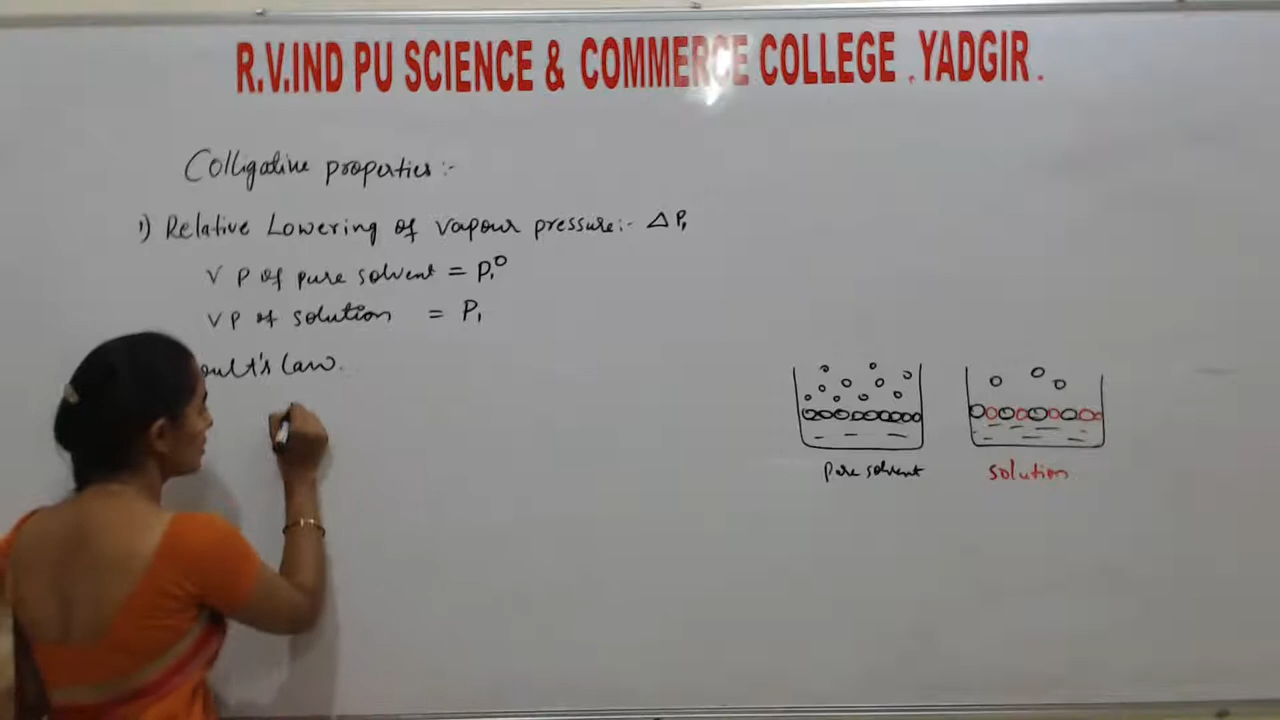 R.V.IND PU SCIENCE & COMMERCE COLLEGE . YADGIR .
Colligative properties :-
1) Relative Lowering of vapour pressure :- △P₁
V P of pure solvent = P₁⁰
V P of solution = P₁
oult's Law.
pure solvent
solution